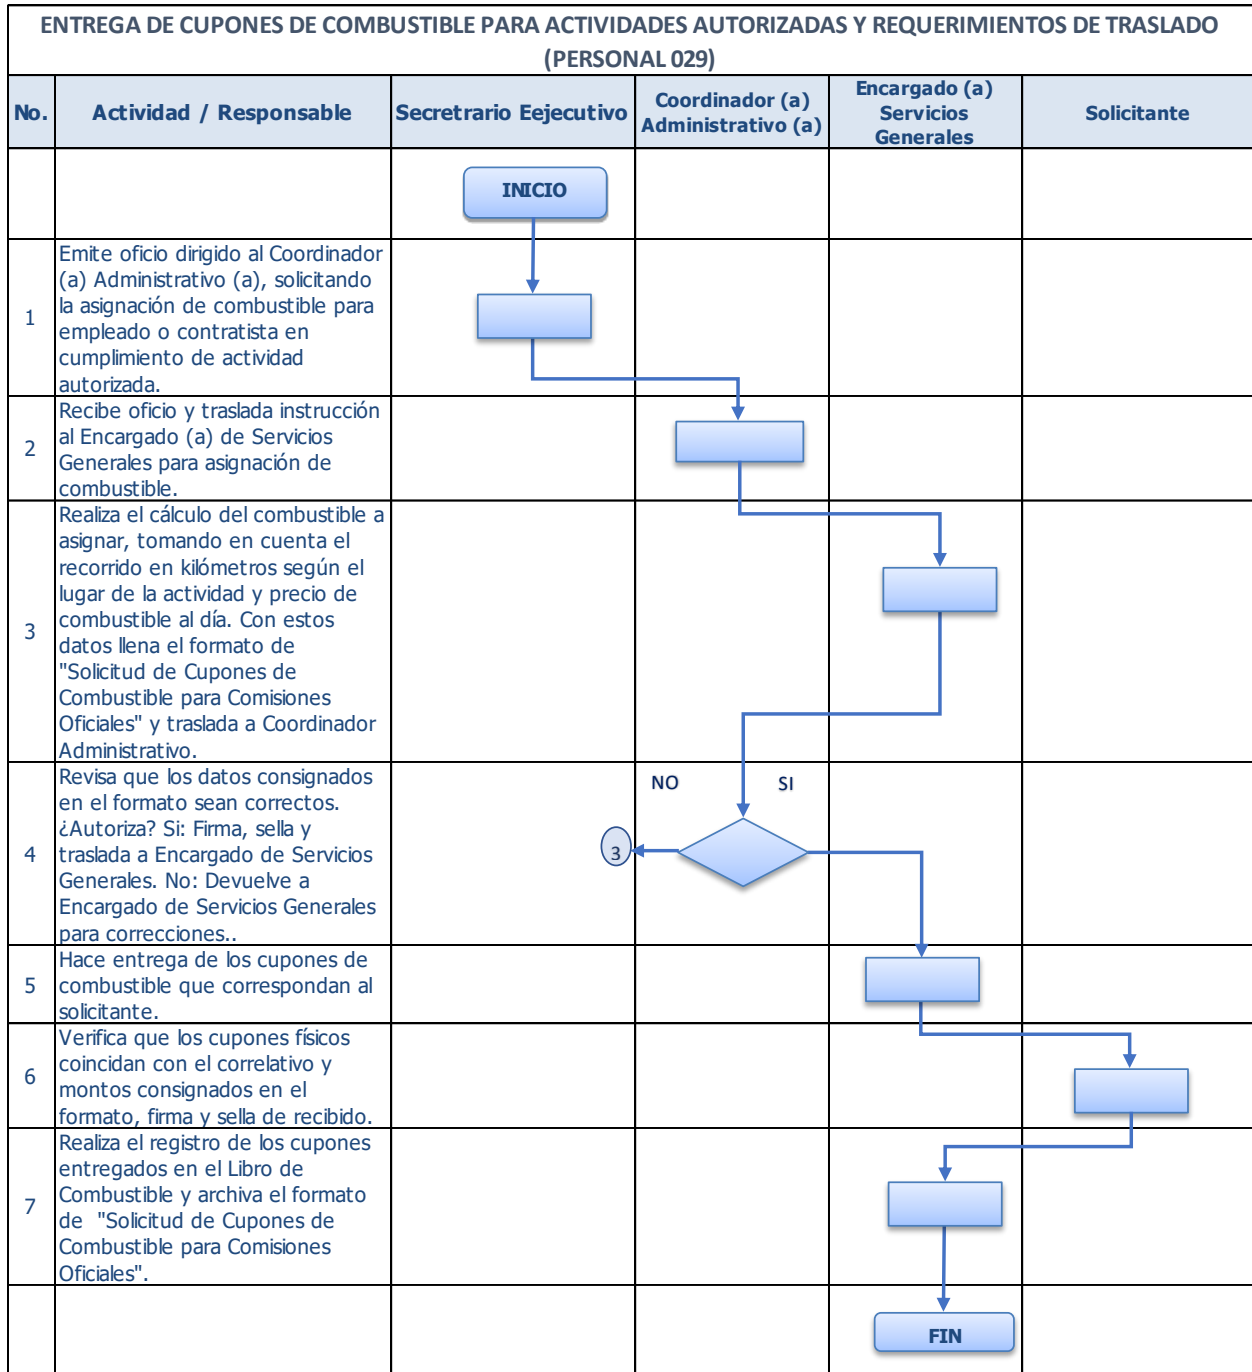 ENTREGA DE CUPONES DE COMBUSTIBLE PARA ACTIVIDADES AUTORIZADAS Y REQUERIMIENTOS DE TRASLADO
(PERSONAL 029)
No.
Actividad / Responsable
Secretrario Eejecutivo
Coordinador (a)
Administrativo (a)
Encargado (a)
Servicios
Generales
Solicitante
INICIO
1
Emite oficio dirigido al Coordinador
(a) Administrativo (a), solicitando
la asignación de combustible para
empleado o contratista en
cumplimiento de actividad
autorizada.
2
Recibe oficio y traslada instrucción
al Encargado (a) de Servicios
Generales para asignación de
combustible.
3
Realiza el cálculo del combustible a
asignar, tomando en cuenta el
recorrido en kilómetros según el
lugar de la actividad y precio de
combustible al día. Con estos
datos llena el formato de
"Solicitud de Cupones de
Combustible para Comisiones
Oficiales" y traslada a Coordinador
Administrativo.
4
Revisa que los datos consignados
en el formato sean correctos.
¿Autoriza? Si: Firma, sella y
traslada a Encargado de Servicios
Generales. No: Devuelve a
Encargado de Servicios Generales
para correcciones..
NO
SI
3
5
Hace entrega de los cupones de
combustible que correspondan al
solicitante.
6
Verifica que los cupones físicos
coincidan con el correlativo y
montos consignados en el
formato, firma y sella de recibido.
7
Realiza el registro de los cupones
entregados en el Libro de
Combustible y archiva el formato
de "Solicitud de Cupones de
Combustible para Comisiones
Oficiales".
FIN